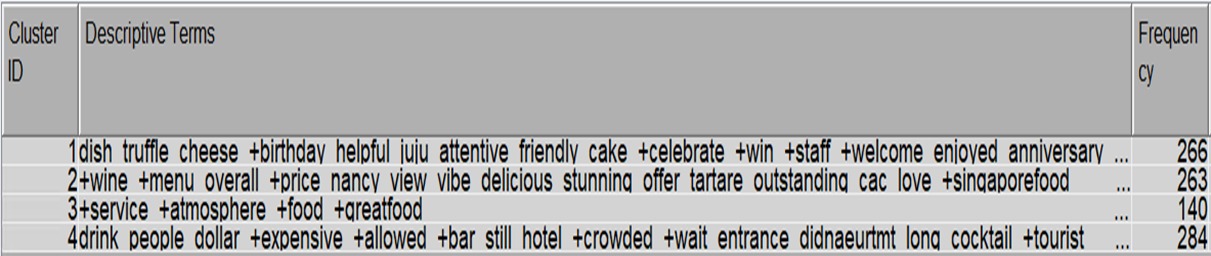 Cluster ID Descriptive Terms Frequen cy
1 dish truffle cheese +birthday helpful juju attentive friendly cake +celebrate +win +staff +welcome enjoyed anniversary ... 266
2 +wine +menu overall +price nancy view vibe delicious stunning offer tartare outstanding cac love +singaporefood ... 263
3 +service +atmosphere +food +greatfood ... 140
4 drink people dollar +expensive +allowed +bar still hotel +crowded +wait entrance didnaeurtmt long cocktail +tourist ... 284